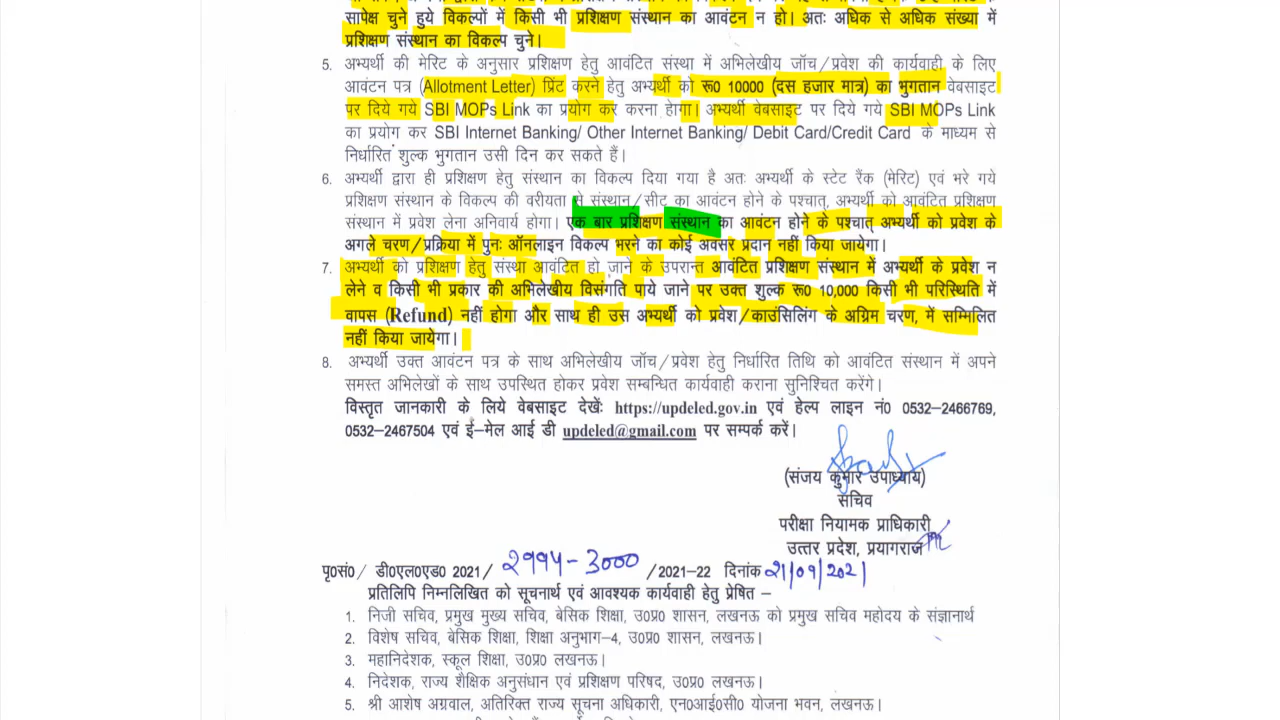 सापेक्ष चुने हुये विकल्पों में किसी भी प्रशिक्षण संस्थान का आवंटन न हो। अतः अधिक से अधिक संख्या में
प्रशिक्षण संस्थान का विकल्प चुने।
5. अभ्यर्थी की मेरिट के अनुसार प्रशिक्षण हेतु आवंटित संस्था में अभिलेखीय जॉच/प्रवेश की कार्यवाही के लिए
आवंटन पत्र (Allotment Letter) प्रिंट करने हेतु अभ्यर्थी को रू0 10000 (दस हजार मात्र) का भुगतान वेबसाइट
पर दिये गये SBI MOPs Link का प्रयोग कर करना होगा। अभ्यर्थी वेबसाइट पर दिये गये SBI MOPs Link
का प्रयोग कर SBI Internet Banking/ Other Internet Banking/ Debit Card/Credit Card के माध्यम से
निर्धारित शुल्क भुगतान उसी दिन कर सकते हैं।
6. अभ्यर्थी द्वारा ही प्रशिक्षण हेतु संस्थान का विकल्प दिया गया है अतः अभ्यर्थी के स्टेट रैंक (मेरिट) एवं भरे गये
प्रशिक्षण संस्थान के विकल्प की वरीयता से संस्थान/सीट का आवंटन होने के पश्चात्, अभ्यर्थी को आवंटित प्रशिक्षण
संस्थान में प्रवेश लेना अनिवार्य होगा। एक बार प्रशिक्षण संस्थान का आवंटन होने के पश्चात् अभ्यर्थी को प्रवेश के
अगले चरण/प्रक्रिया में पुनः ऑनलाइन विकल्प भरने का कोई अवसर प्रदान नहीं किया जायेगा।
7. अभ्यर्थी को प्रशिक्षण हेतु संस्था आवंटित हो जाने के उपरान्त आवंटित प्रशिक्षण संस्थान में अभ्यर्थी के प्रवेश न
लेने व किसी भी प्रकार की अभिलेखीय विसंगति पाये जाने पर उक्त शुल्क रू0 10,000 किसी भी परिस्थिति में
वापस (Refund) नहीं होगा और साथ ही उस अभ्यर्थी को प्रवेश/काउंसिलिंग के अग्रिम चरण, में सम्मिलित
नहीं किया जायेगा।
8. अभ्यर्थी उक्त आवंटन पत्र के साथ अभिलेखीय जॉच/प्रवेश हेतु निर्धारित तिथि को आवंटित संस्थान में अपने
समस्त अभिलेखों के साथ उपस्थित होकर प्रवेश सम्बन्धित कार्यवाही कराना सुनिश्चित करेंगे।
विस्तृत जानकारी के लिये वेबसाइट देखेंः https://updeled.gov.in एवं हेल्प लाइन नं0 0532-2466769,
0532-2467504 एवं ई-मेल आई डी updeled@gmail.com पर सम्पर्क करें।
(संजय कुमार उपाध्याय)
सचिव
परीक्षा नियामक प्राधिकारी
उत्तर प्रदेश, प्रयागराज
पृ0सं0/ डी0एल0एड0 2021/ २९९५-3000 /2021-22 दिनांक 21/09/2021
प्रतिलिपि निम्नलिखित को सूचनार्थ एवं आवश्यक कार्यवाही हेतु प्रेषित -
1. निजी सचिव, प्रमुख मुख्य सचिव, बेसिक शिक्षा, उ0प्र0 शासन, लखनऊ को प्रमुख सचिव महोदय के संज्ञानार्थ
2. विशेष सचिव, बेसिक शिक्षा, शिक्षा अनुभाग-4, उ0प्र0 शासन, लखनऊ।
3. महानिदेशक, स्कूल शिक्षा, उ0प्र0 लखनऊ।
4. निदेशक, राज्य शैक्षिक अनुसंधान एवं प्रशिक्षण परिषद, उ0प्र0 लखनऊ।
5. श्री आशेष अग्रवाल, अतिरिक्त राज्य सूचना अधिकारी, एन0आई0सी0 योजना भवन, लखनऊ।